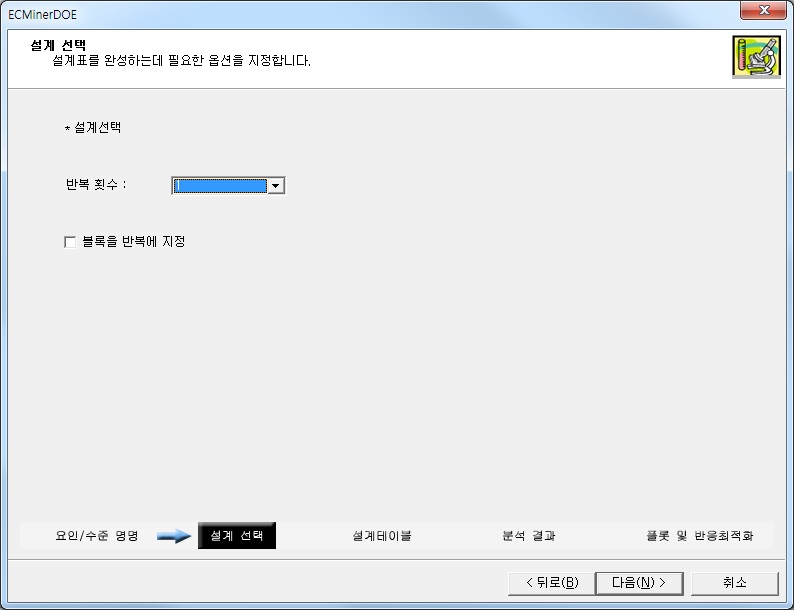 ECMinerDOE
설계 선택
설계표를 완성하는데 필요한 옵션을 지정합니다.
* 설계선택
반복 횟수 :
블록을 반복에 지정
요인/수준 명명 설계 선택 설계테이블 분석 결과 플롯 및 반응최적화
< 뒤로(B) 다음(N) > 취소